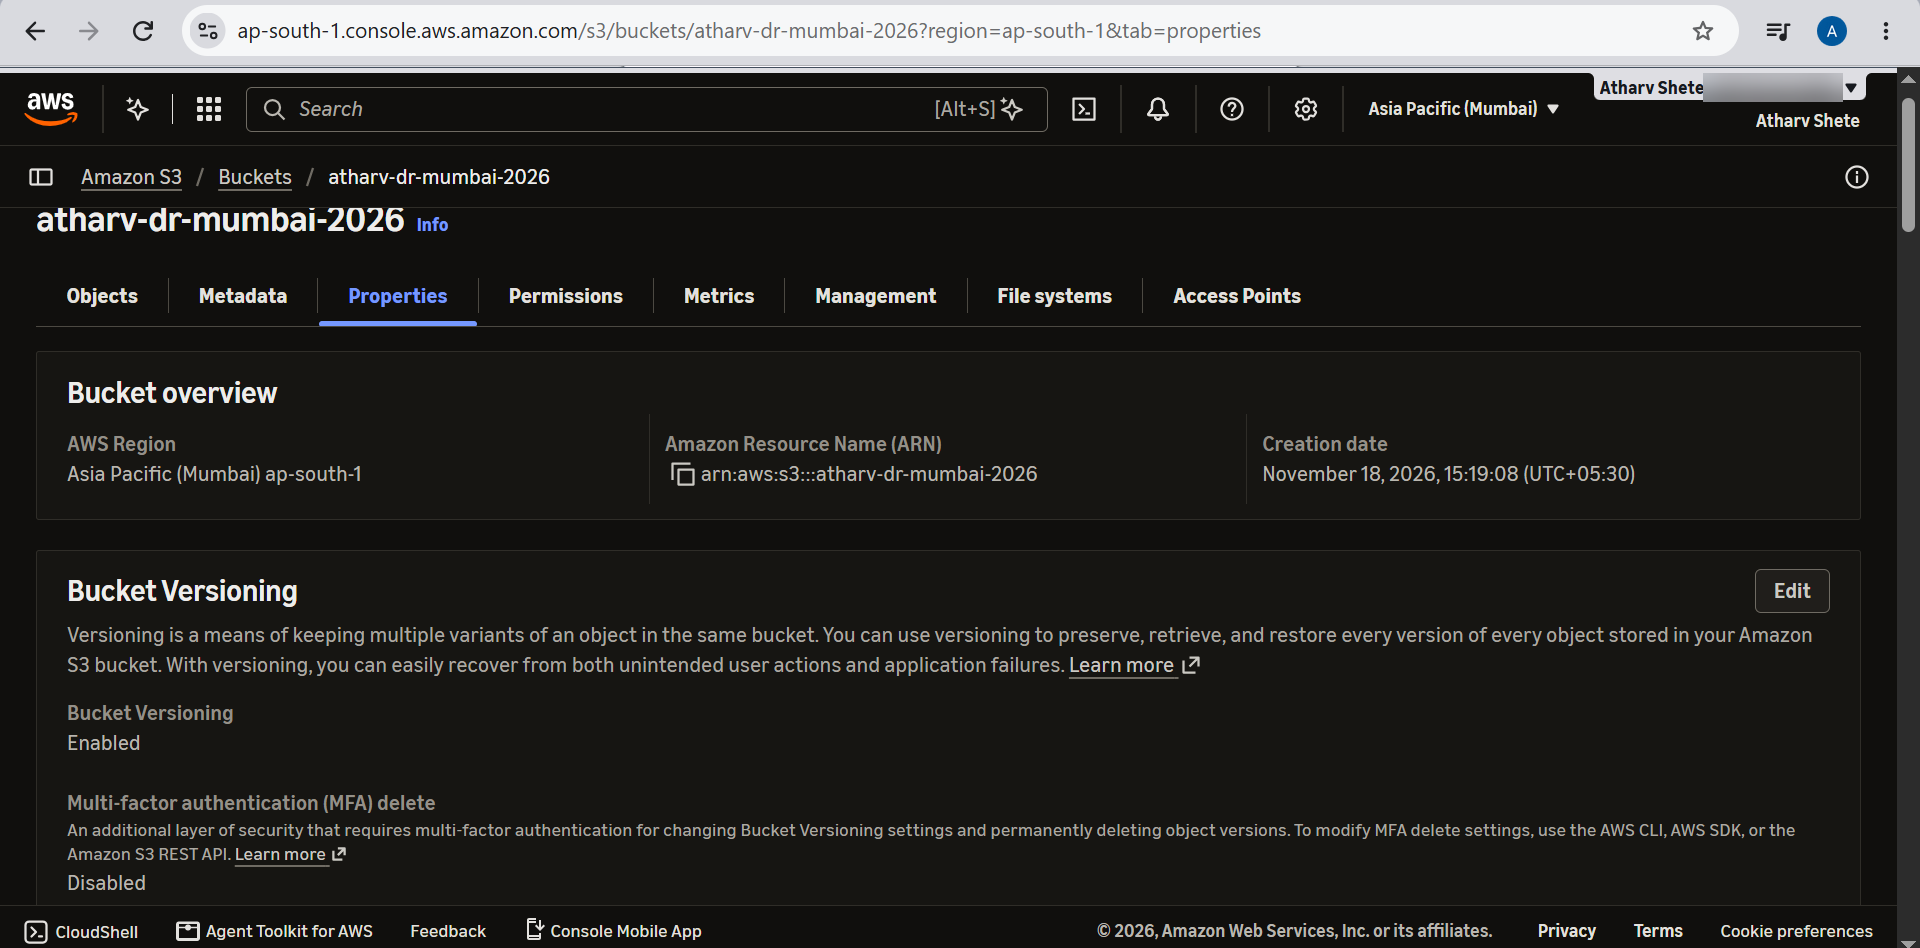 ap-south-1.console.aws.amazon.com/s3/buckets/atharv-dr-mumbai-2026?region=ap-south-1&tab=properties
A
aws
Search
[Alt+S]
Asia Pacific (Mumbai)
Atharv Shete
Atharv Shete
Amazon S3 / Buckets / atharv-dr-mumbai-2026
atharv-dr-mumbai-2026 Info
Objects
Metadata
Properties
Permissions
Metrics
Management
File systems
Access Points
Bucket overview
AWS Region
Asia Pacific (Mumbai) ap-south-1
Amazon Resource Name (ARN)
arn:aws:s3:::atharv-dr-mumbai-2026
Creation date
November 18, 2026, 15:19:08 (UTC+05:30)
Bucket Versioning
Edit
Versioning is a means of keeping multiple variants of an object in the same bucket. You can use versioning to preserve, retrieve, and restore every version of every object stored in your Amazon
S3 bucket. With versioning, you can easily recover from both unintended user actions and application failures. Learn more
Bucket Versioning
Enabled
Multi-factor authentication (MFA) delete
An additional layer of security that requires multi-factor authentication for changing Bucket Versioning settings and permanently deleting object versions. To modify MFA delete settings, use the AWS CLI, AWS SDK, or the
Amazon S3 REST API. Learn more
Disabled
CloudShell
Agent Toolkit for AWS
Feedback
Console Mobile App
© 2026, Amazon Web Services, Inc. or its affiliates.
Privacy
Terms
Cookie preferences